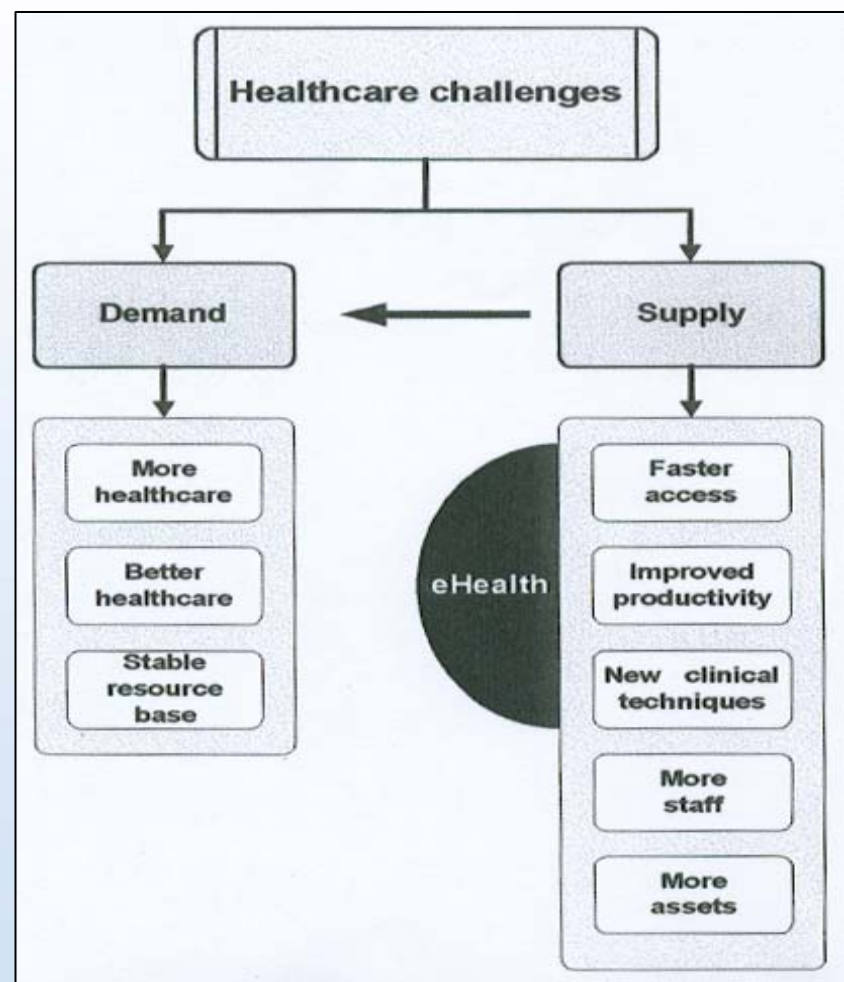 Healthcare challenges
Demand
Supply
More
healthcare
Better
healthcare
Stable
resource
base
eHealth
Faster
access
Improved
productivity
New clinical
techniques
More
staff
More
assets